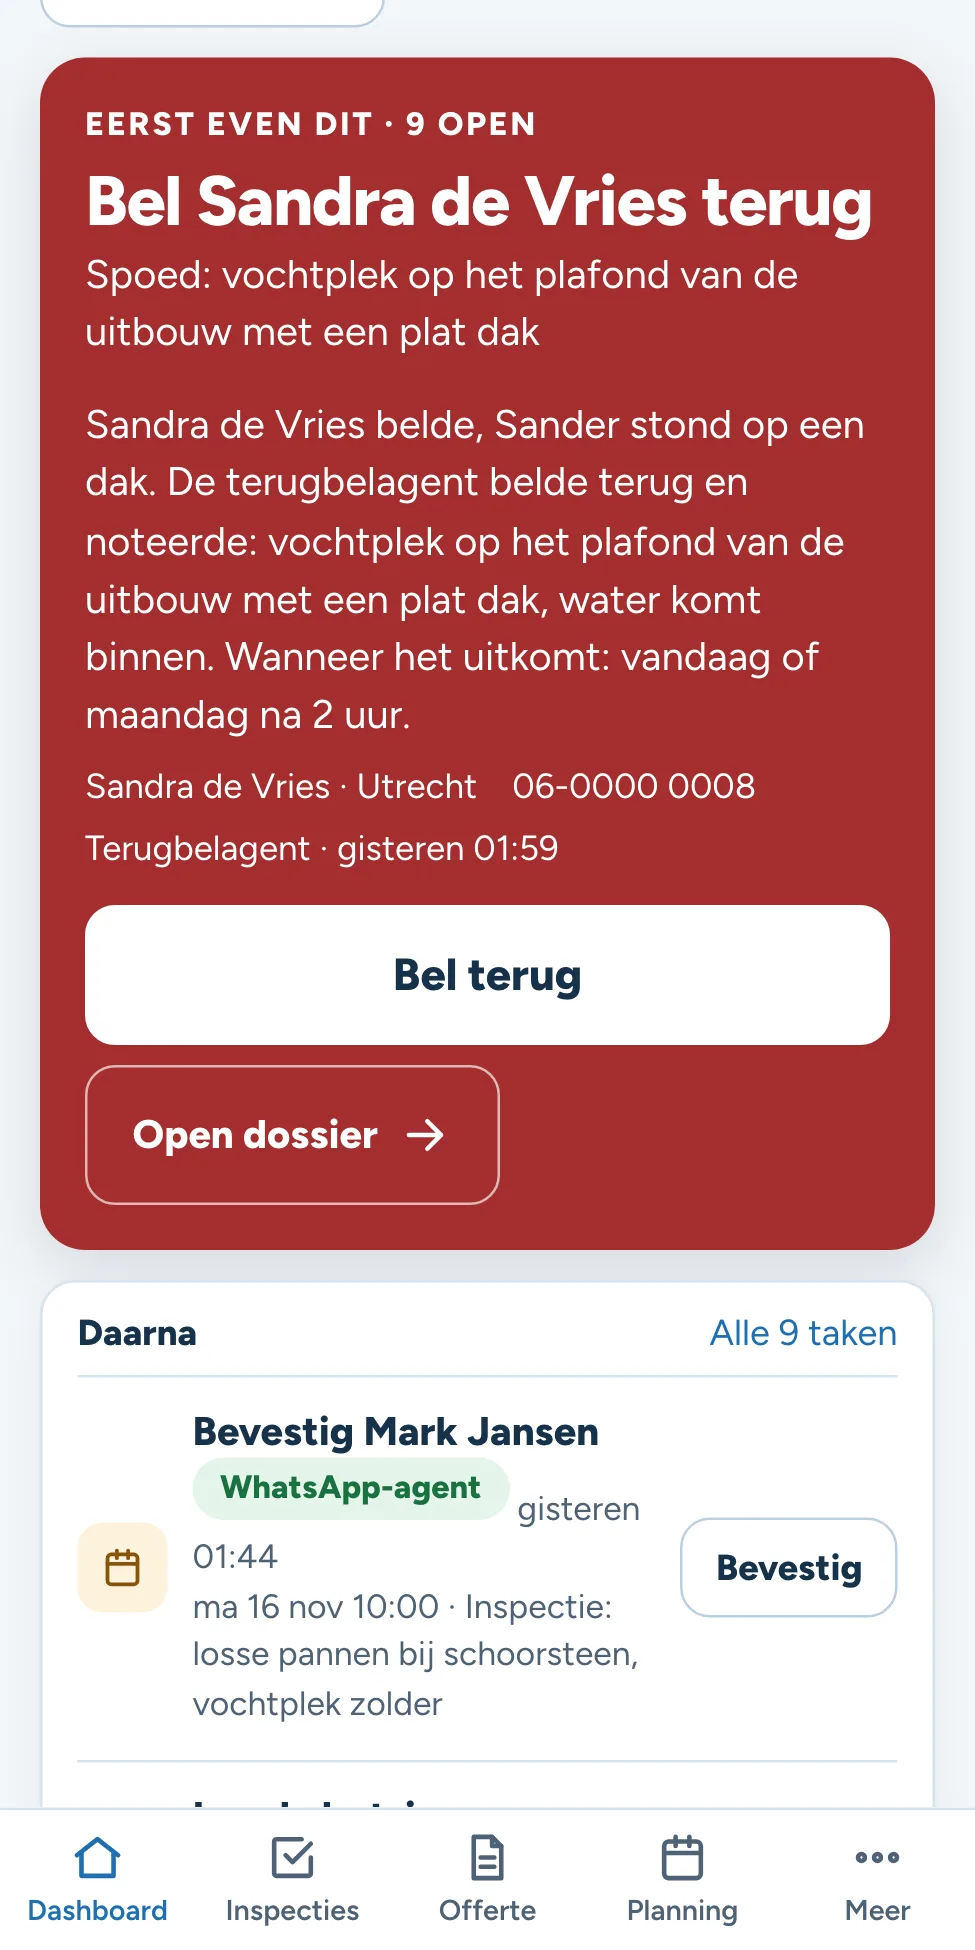 EERST EVEN DIT · 9 OPEN
Bel Sandra de Vries terug
Spoed: vochtplek op het plafond van de
uitbouw met een plat dak
Sandra de Vries belde, Sander stond op een
dak. De terugbelagent belde terug en
noteerde: vochtplek op het plafond van de
uitbouw met een plat dak, water komt
binnen. Wanneer het uitkomt: vandaag of
maandag na 2 uur.
Sandra de Vries · Utrecht 06-0000 0008
Terugbelagent · gisteren 01:59
Bel terug
Open dossier →
Daarna Alle 9 taken
Bevestig Mark Jansen
WhatsApp-agent gisteren
01:44
ma 16 nov 10:00 · Inspectie:
losse pannen bij schoorsteen,
vochtplek zolder
Bevestig
Dashboard Inspecties Offerte Planning Meer